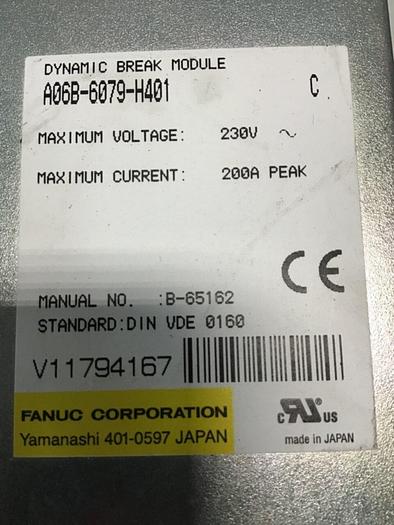 DYNAMIC BREAK MODULE
A06B-6079-H401 C
MAXIMUM VOLTAGE: 230V ~
MAXIMUM CURRENT: 200A PEAK
CE
MANUAL NO. :B-65162
STANDARD:DIN VDE 0160
V11794167
FANUC CORPORATION
Yamanashi 401-0597 JAPAN
c RU US
made in JAPAN